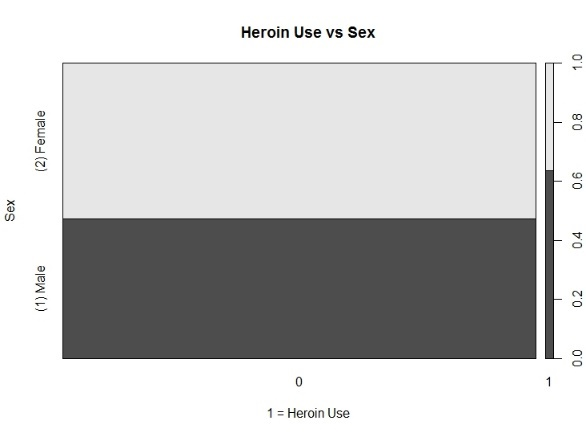 Heroin Use vs Sex
Sex
(2) Female
(1) Male
1.0
0.8
0.6
0.4
0.2
0.0
0
1
1 = Heroin Use